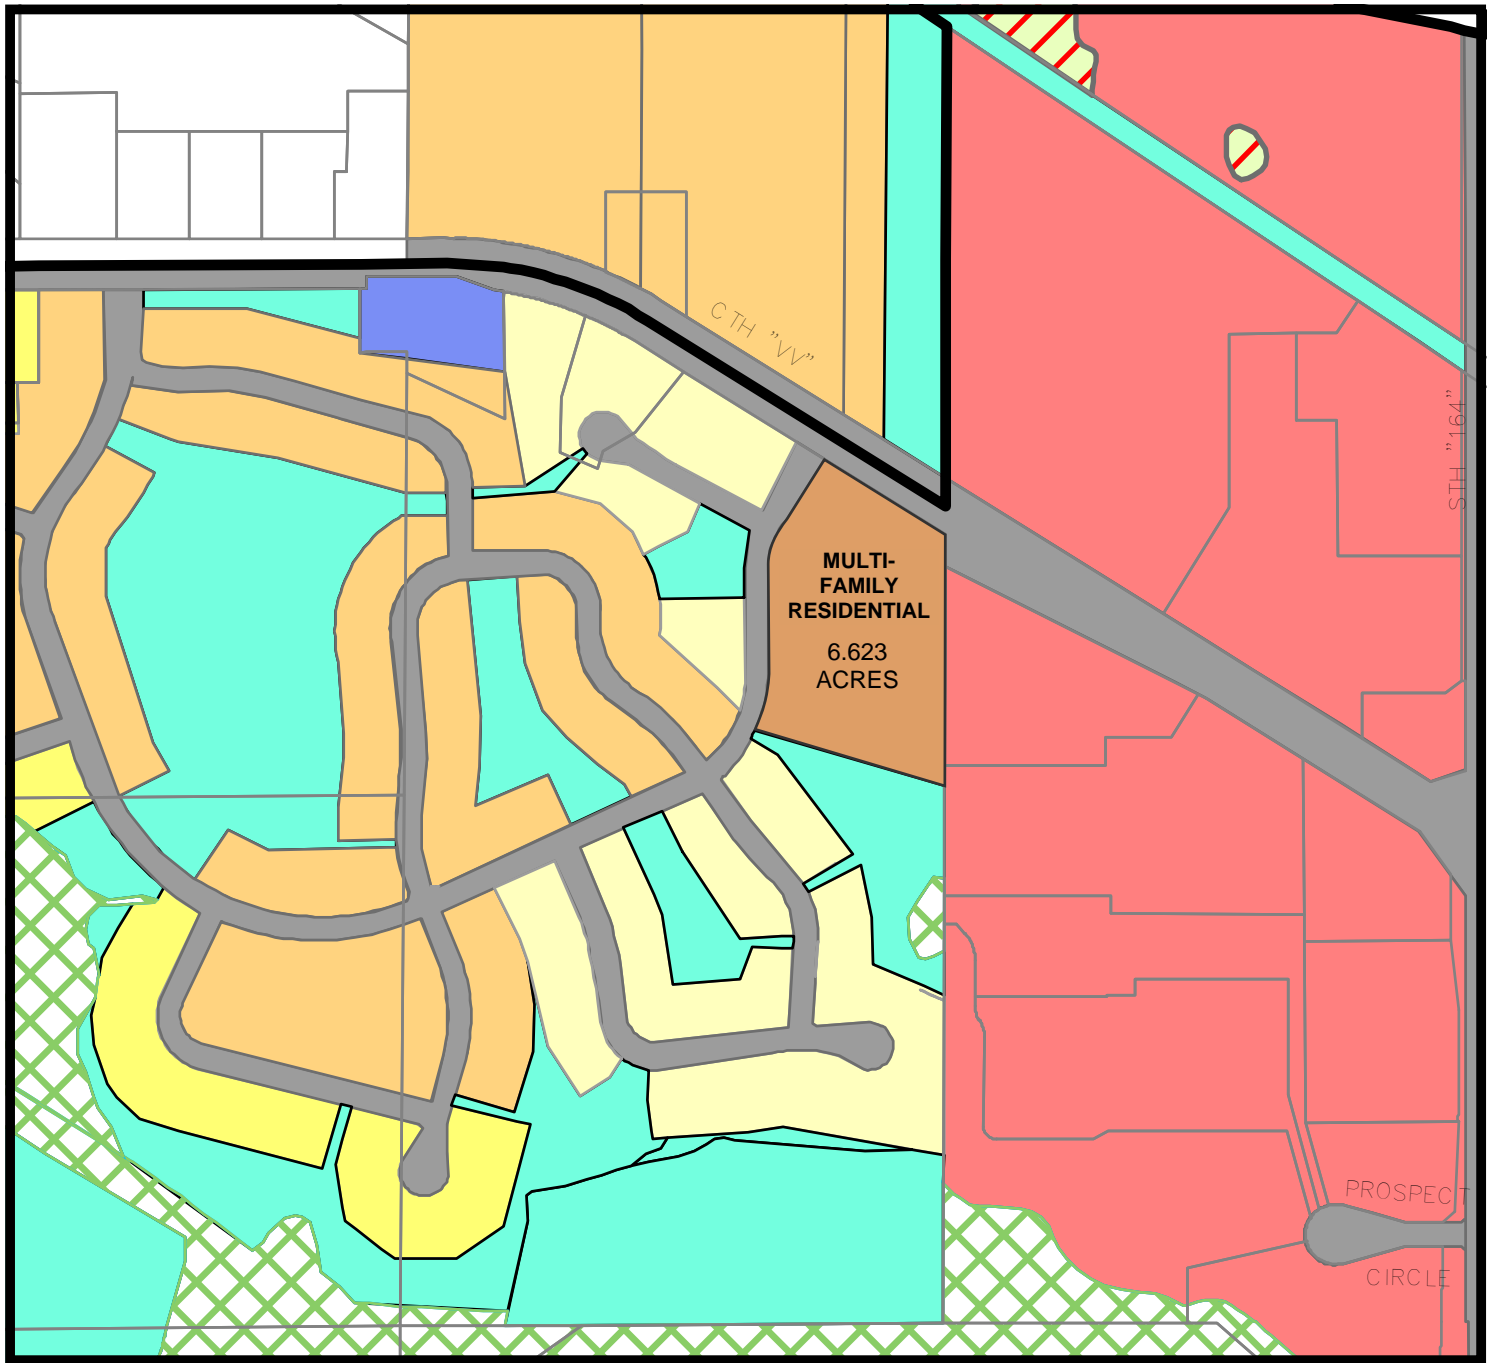 CTH "VV"
STH "164"
MULTI-
FAMILY
RESIDENTIAL
6.623
ACRES
PROSPECT
CIRCLE